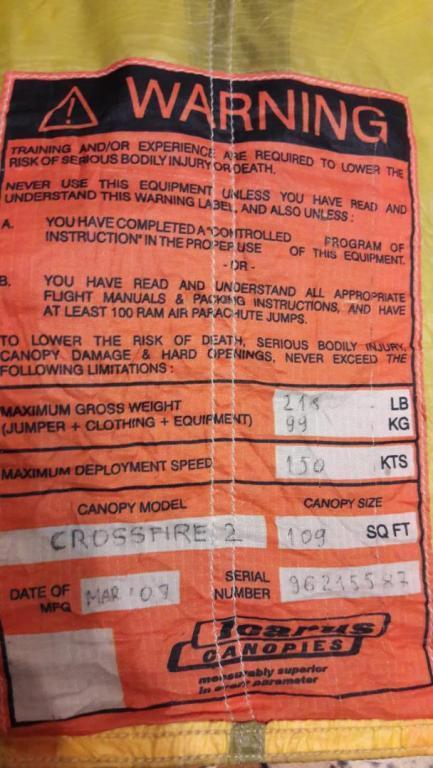 WARNING
TRAINING AND/OR EXPERIENCE ARE REQUIRED TO LOWER THE
RISK OF SERIOUS BODILY INJURY OR DEATH.
NEVER USE THIS EQUIPMENT UNLESS YOU HAVE READ AND
UNDERSTAND THIS WARNING LABEL, AND ALSO UNLESS:
A. YOU HAVE COMPLETED A "CONTROLLED PROGRAM OF
INSTRUCTION" IN THE PROPER USE OF THIS EQUIPMENT.
- OR -
B. YOU HAVE READ AND UNDERSTAND ALL APPROPRIATE
FLIGHT MANUALS & PACKING INSTRUCTIONS, AND HAVE
AT LEAST 100 RAM AIR PARACHUTE JUMPS.
TO LOWER THE RISK OF DEATH, SERIOUS BODILY INJURY,
CANOPY DAMAGE & HARD OPENINGS, NEVER EXCEED THE
FOLLOWING LIMITATIONS:
MAXIMUM GROSS WEIGHT LB
(JUMPER + CLOTHING + EQUIPMENT) 99 KG
MAXIMUM DEPLOYMENT SPEED 150 KTS
CANOPY MODEL CANOPY SIZE
CROSSFIRE 2 109 SQ FT
DATE OF MFG MAR SERIAL NUMBER
Icarus
CANOPIES
measurably superior
in every parameter